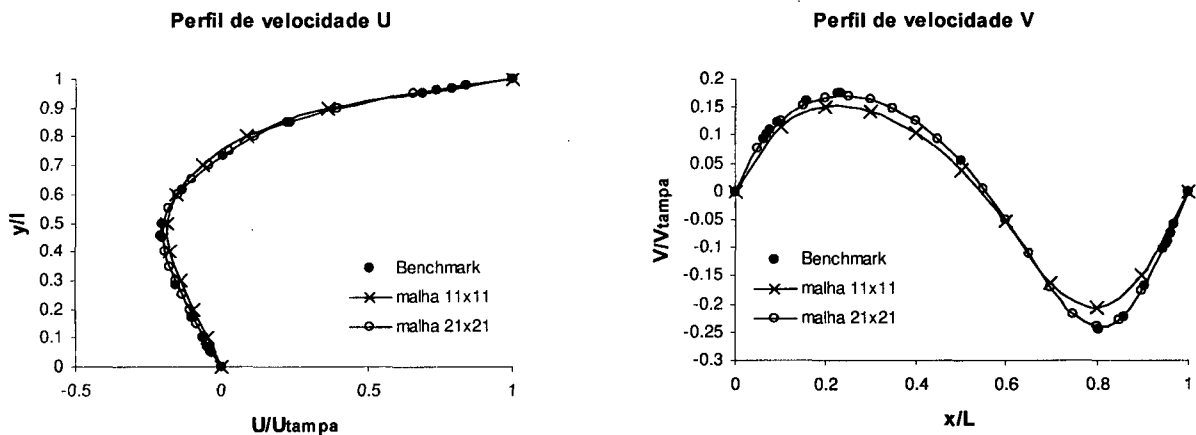 Perfil de velocidade U
1
0.9
0.8
0.7
0.6
0.5
0.4
0.3
0.2
0.1
0
y/l
-0.5
0
0.5
1
U/Utampa
Benchmark
malha 11x11
malha 21x21
Perfil de velocidade V
0.2
0.15
0.1
0.05
0
-0.05
-0.1
-0.15
-0.2
-0.25
-0.3
V/Vtampa
0
0.2
0.4
0.6
0.8
1
x/L
Benchmark
malha 11x11
malha 21x21